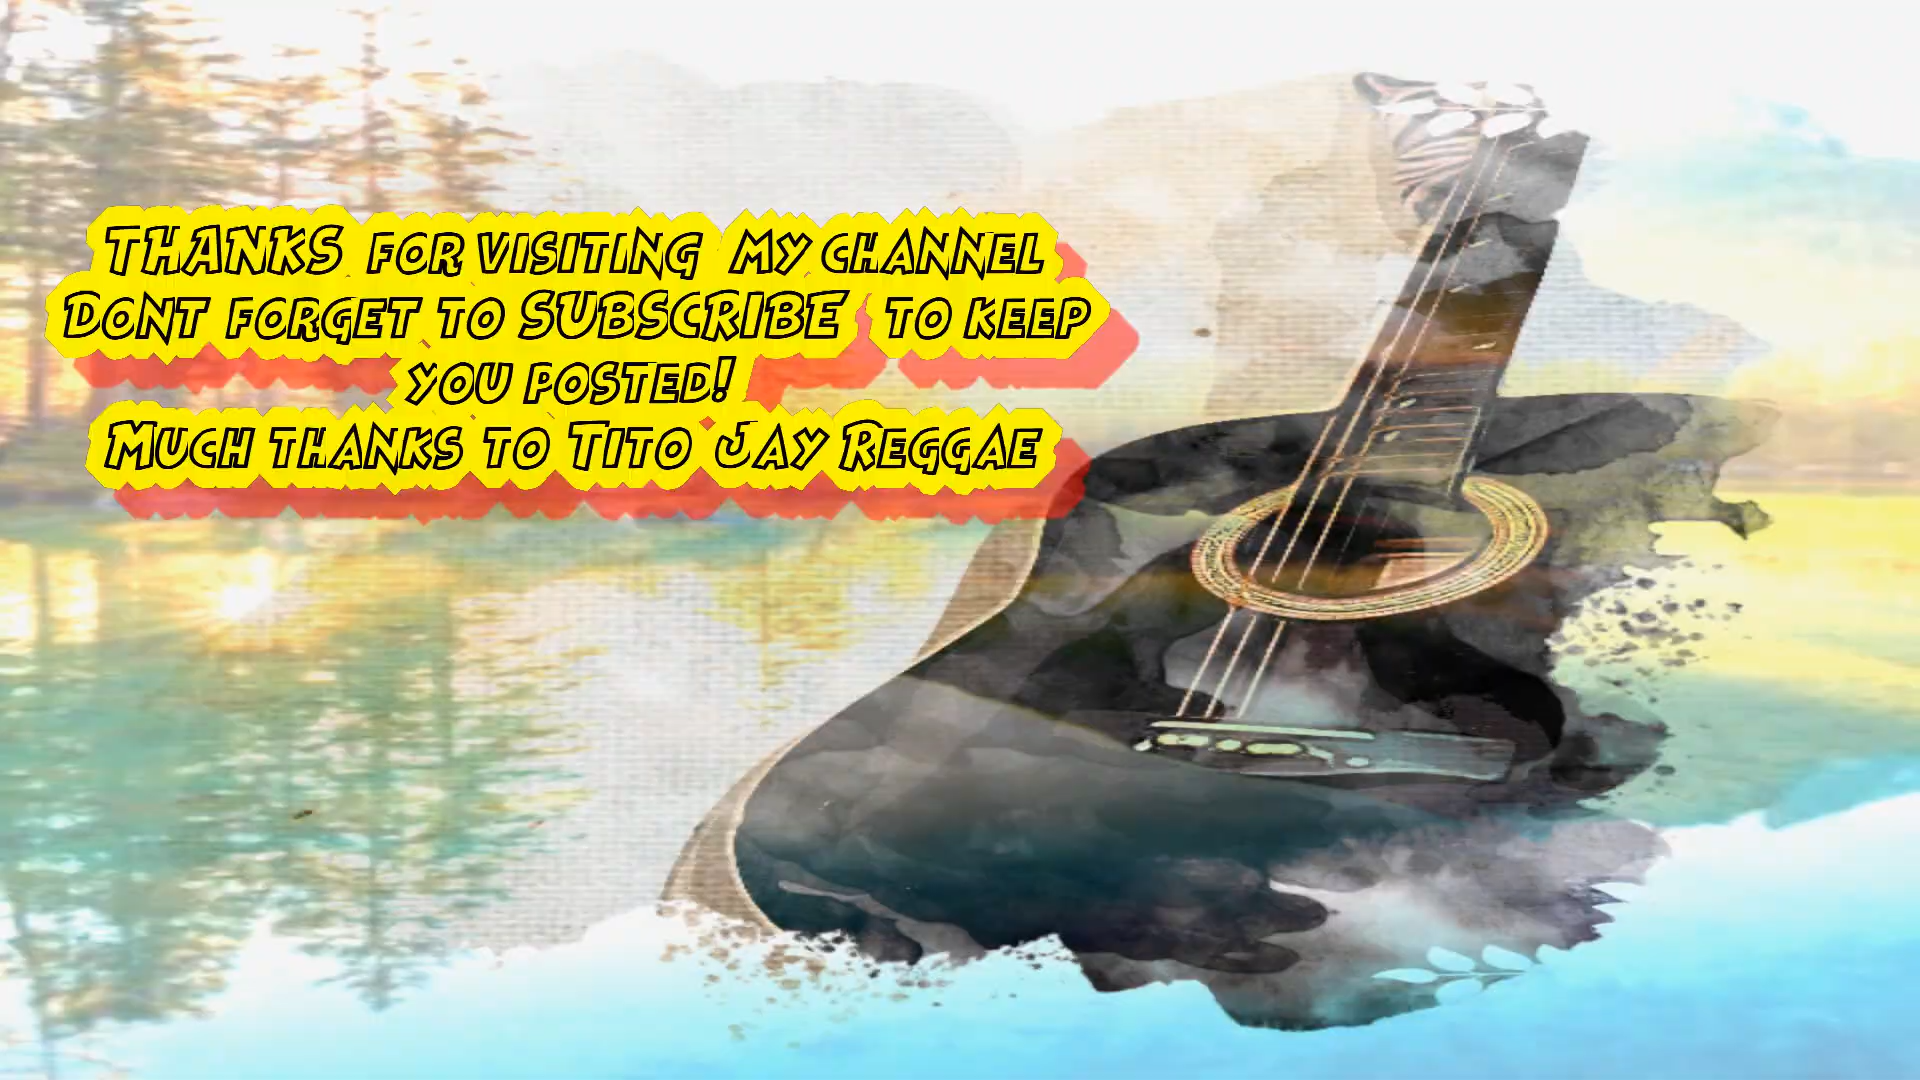 THANKS for visiting My channel
Dont forget to SUBSCRIBE to keep
you posted!
Much thanks to Tito Jay Reggae